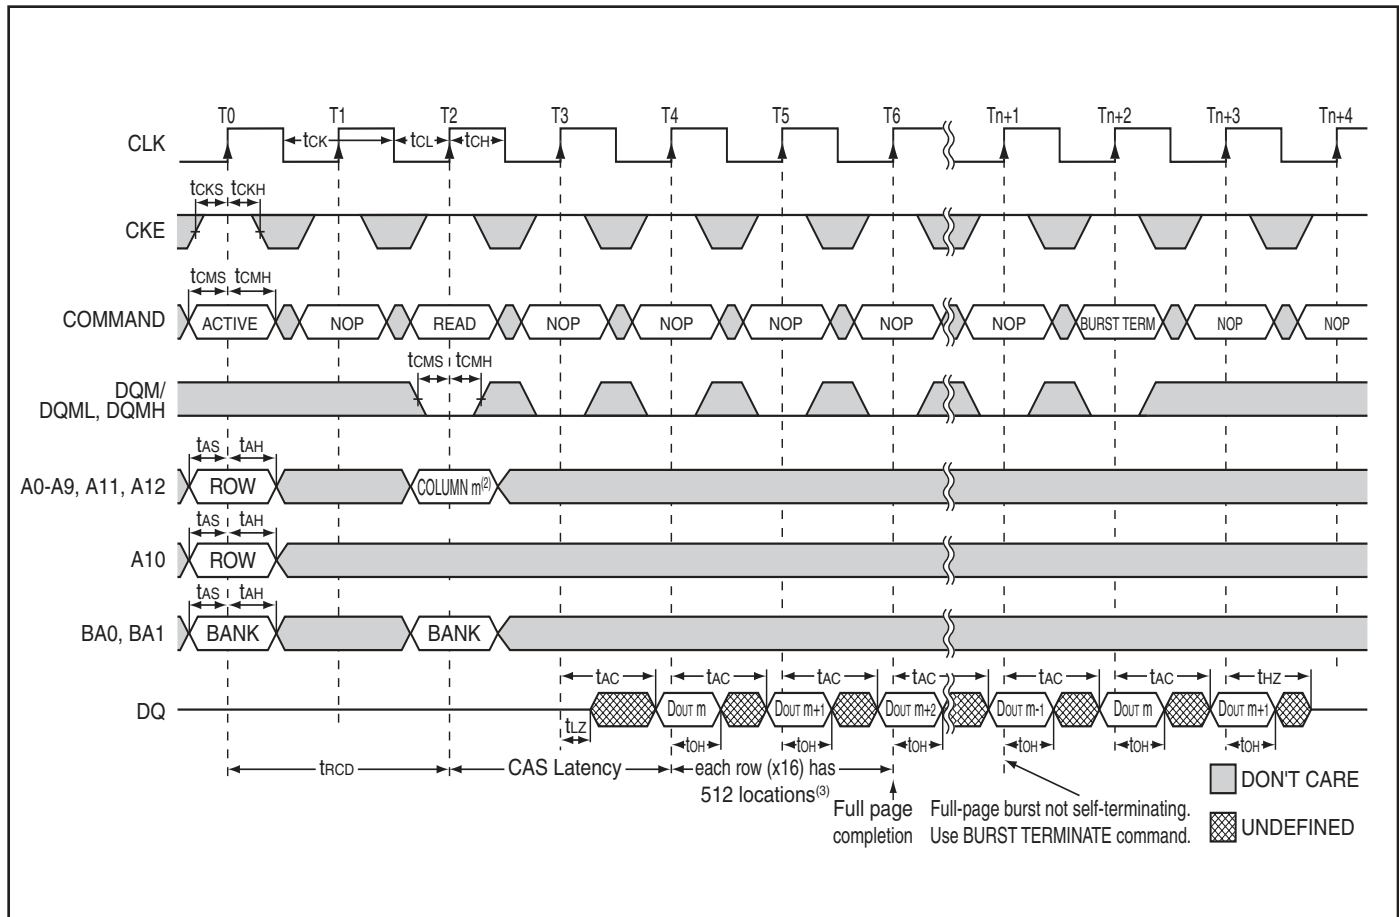 T0 T1 T2 T3 T4 T5 T6 Tn+1 Tn+2 Tn+3 Tn+4
CLK tCK tCL tCH
tCKS tCKH
CKE
tCMS tCMH
COMMAND ACTIVE NOP READ NOP NOP NOP NOP NOP BURST TERM NOP NOP
tCMS tCMH
DQM/
DQML, DQMH
tAS tAH
A0-A9, A11, A12 ROW COLUMN m(2)
tAS tAH
A10 ROW
tAS tAH
BA0, BA1 BANK BANK
tAC tAC tAC tAC tAC tAC tHZ
DQ DOUT m DOUT m+1 DOUT m+2 DOUT m-1 DOUT m DOUT m+1
tLZ tOH tOH tOH tOH tOH tOH
tRCD CAS Latency each row (x16) has
512 locations(3)
Full page
completion
Full-page burst not self-terminating.
Use BURST TERMINATE command.
DON'T CARE
UNDEFINED